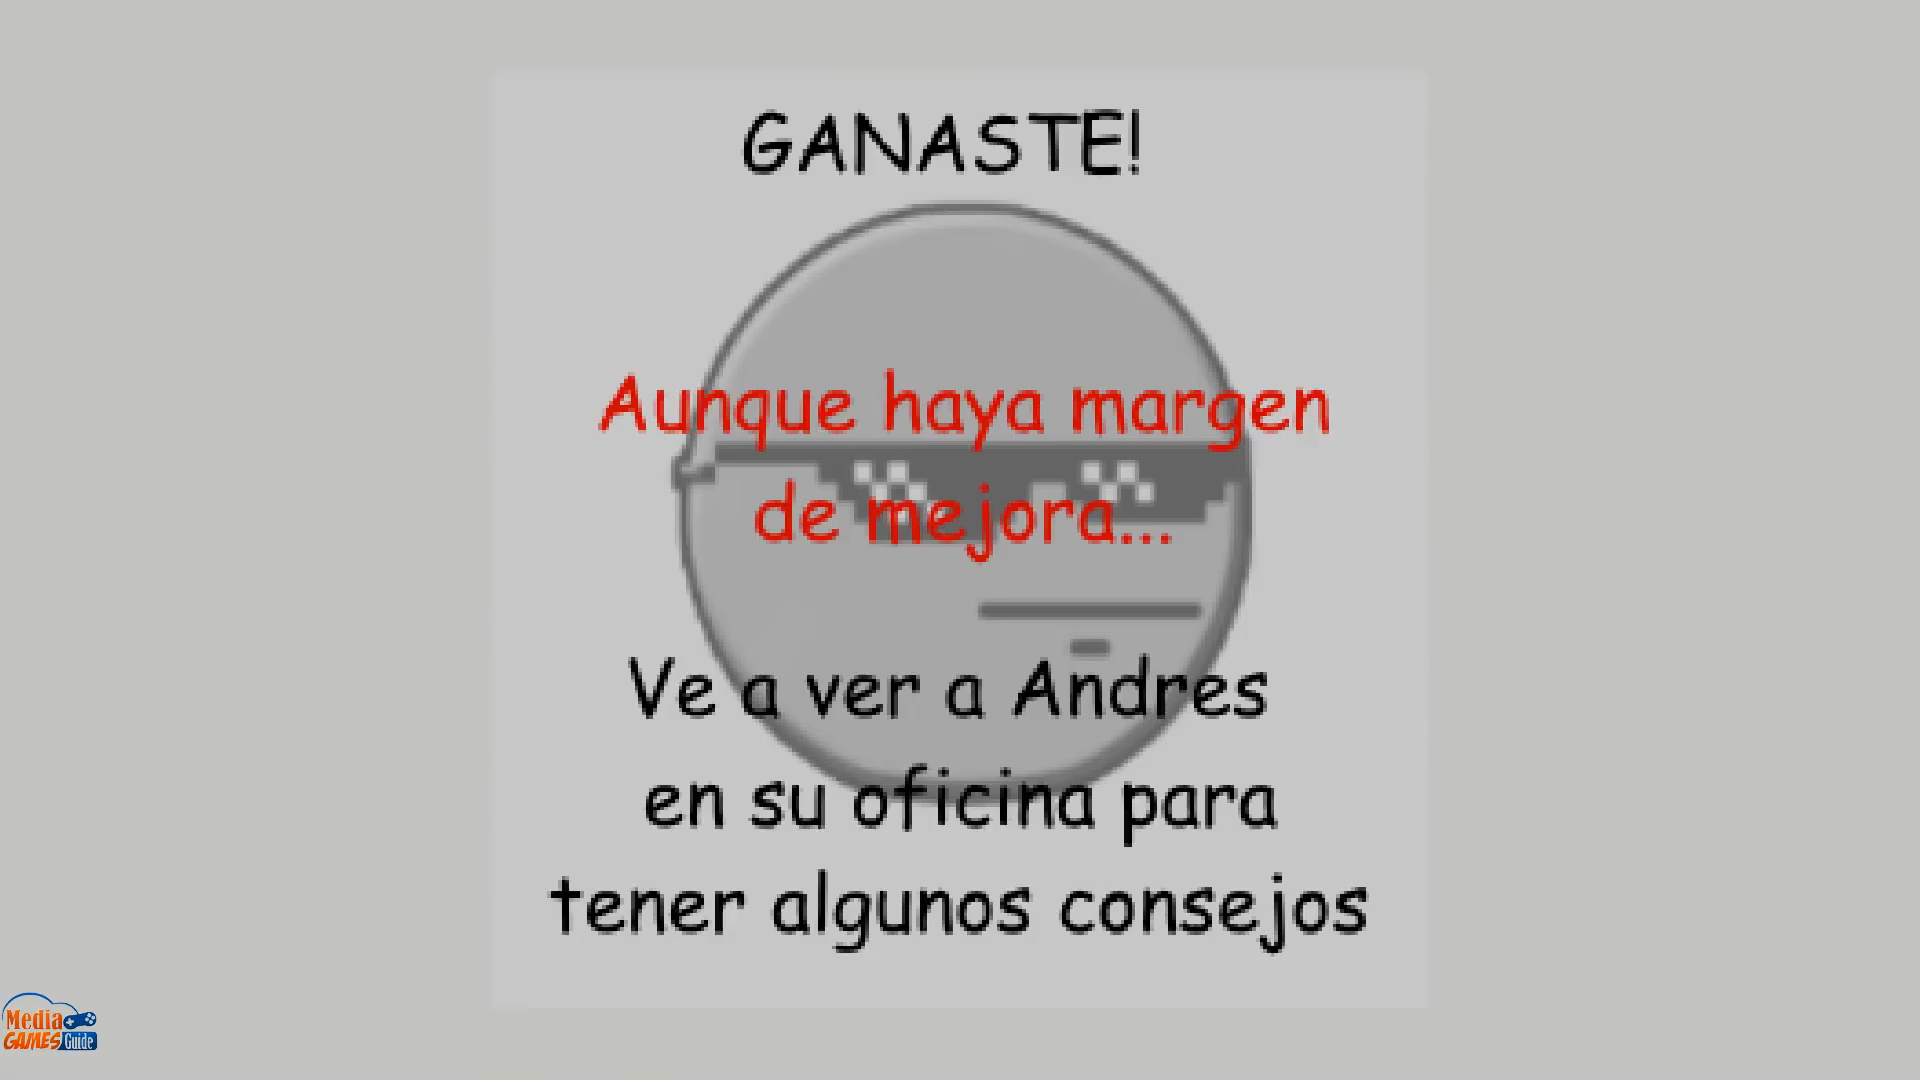 GANASTE!
Aunque haya margen
de mejora...
Ve a ver a Andres
en su oficina para
tener algunos consejos
Media
GAMES Guide